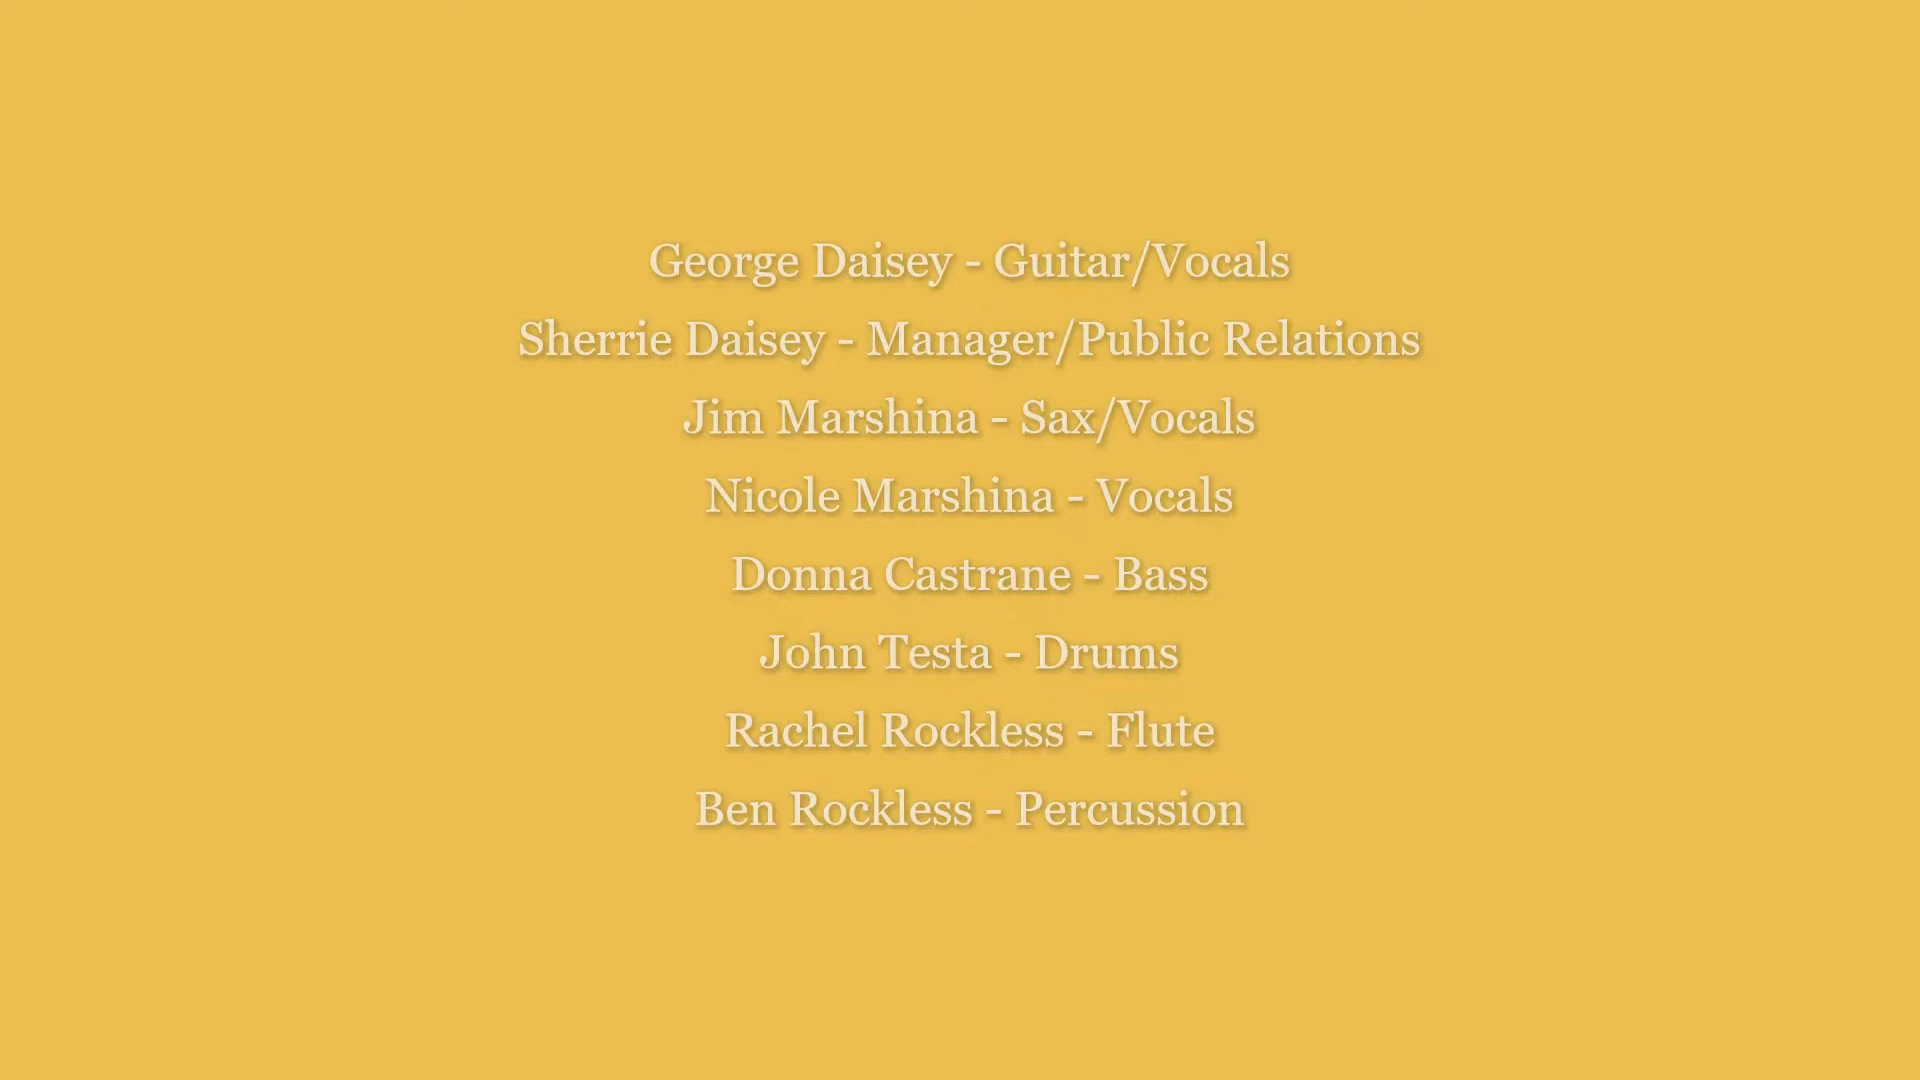 George Daisey - Guitar/Vocals
Sherrie Daisey - Manager/Public Relations
Jim Marshina - Sax/Vocals
Nicole Marshina - Vocals
Donna Castrane - Bass
John Testa - Drums
Rachel Rockless - Flute
Ben Rockless - Percussion